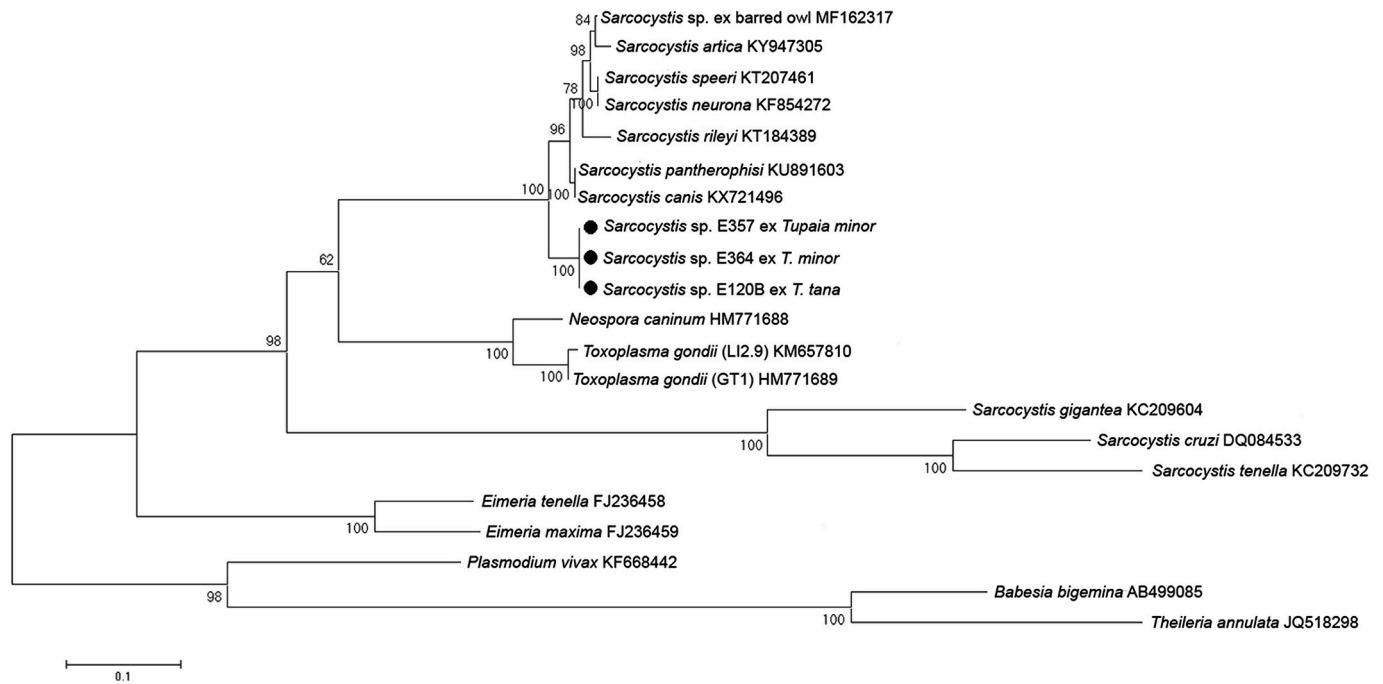 84
Sarcocystis sp. ex barred owl MF162317
98
Sarcocystis artica KY947305
78
Sarcocystis speeri KT207461
100
Sarcocystis neurona KF854272
96
Sarcocystis rileyi KT184389
Sarcocystis pantherophisi KU891603
100
100
Sarcocystis canis KX721496
Sarcocystis sp. E357 ex Tupaia minor
62
Sarcocystis sp. E364 ex T. minor
100
Sarcocystis sp. E120B ex T. tana
98
Neospora caninum HM771688
100
Toxoplasma gondii (LI2.9) KM657810
100
Toxoplasma gondii (GT1) HM771689
Sarcocystis gigantea KC209604
100
Sarcocystis cruzi DQ084533
100
Sarcocystis tenella KC209732
Eimeria tenella FJ236458
100
Eimeria maxima FJ236459
Plasmodium vivax KF668442
98
Babesia bigemina AB499085
100
Theileria annulata JQ518298
0.1